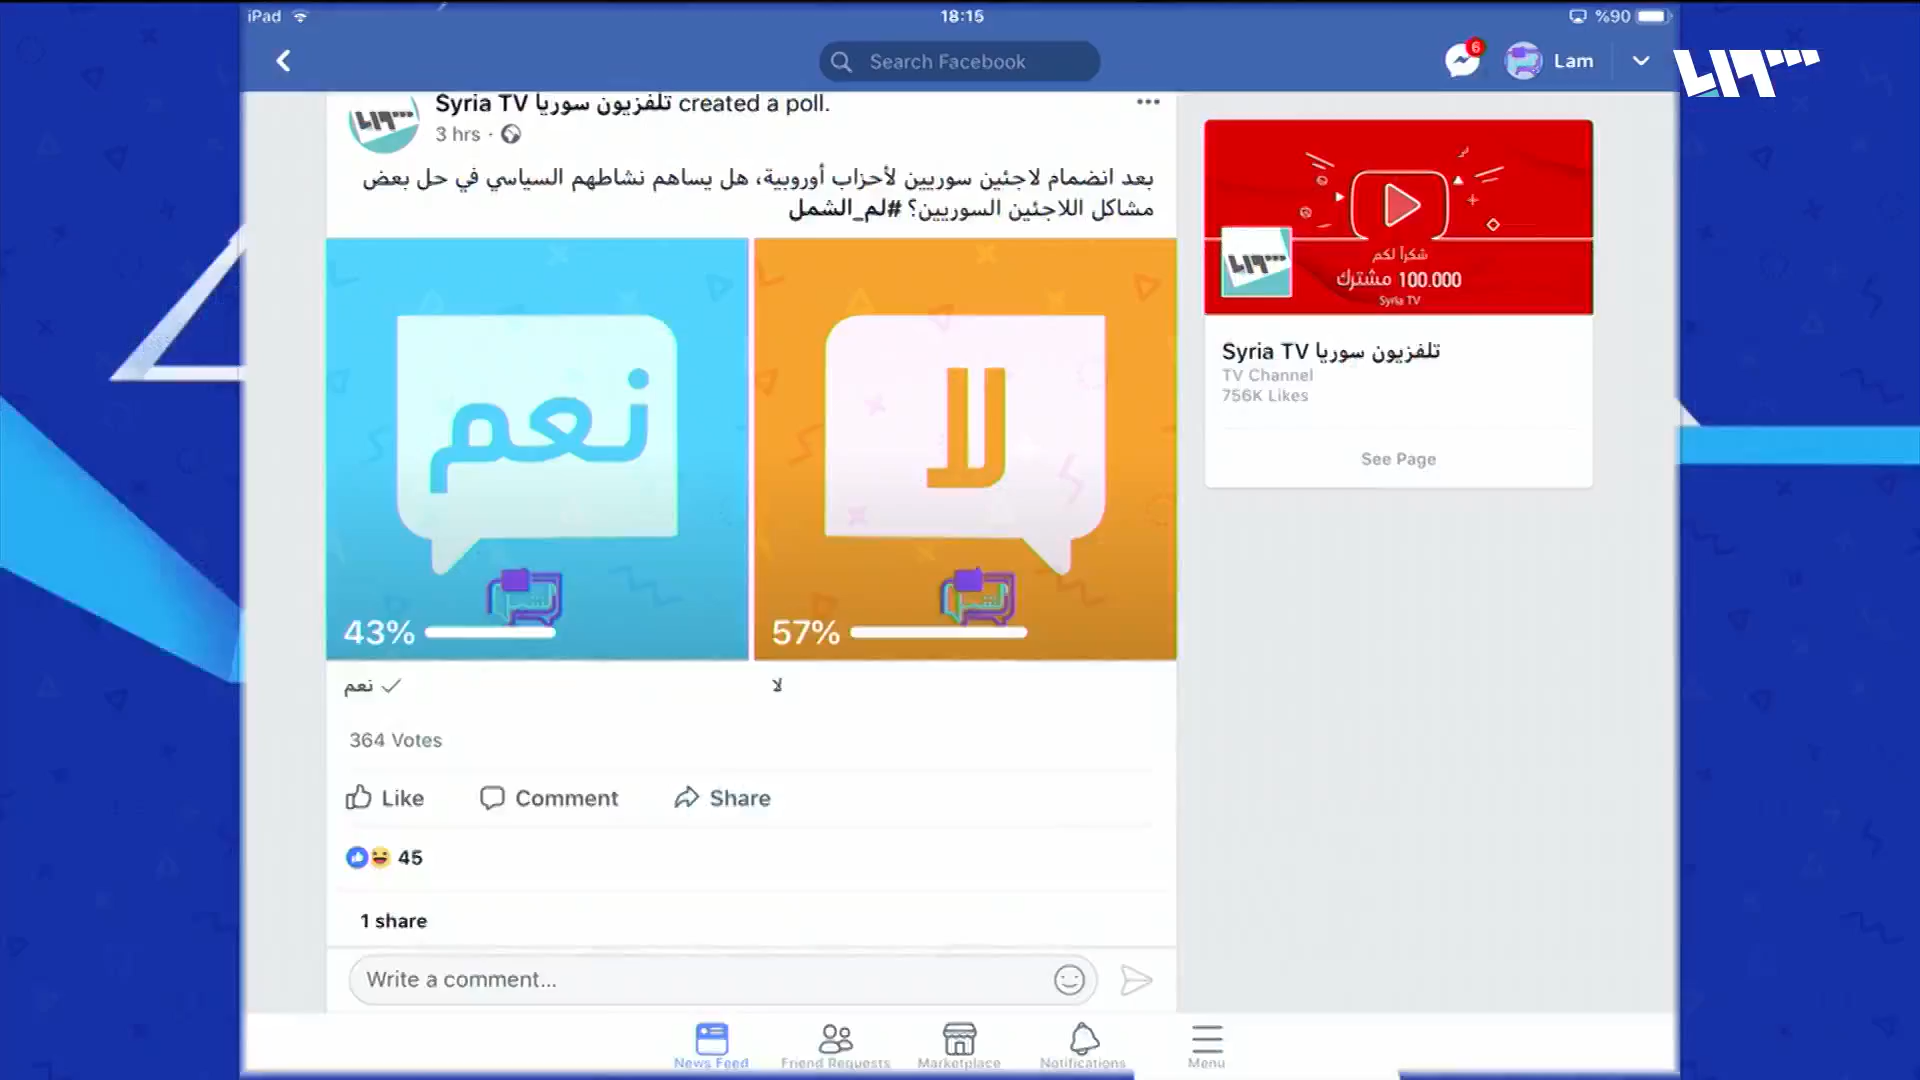 iPad
18:15
%90
Search Facebook
6
Lam
Syria TV تلفزيون سوريا created a poll.
3 hrs
بعد انضمام لاجئين سوريين لأحزاب أوروبية، هل يساهم نشاطهم السياسي في حل بعض
مشاكل اللاجئين السوريين؟ #لم_الشمل
نعم
لا
43%
57%
نعم
لا
364 Votes
Like
Comment
Share
45
1 share
Write a comment...
شكراً لكم
100.000 مشترك
Syria TV
Syria TV تلفزيون سوريا
TV Channel
756K Likes
See Page
News Feed
Friend Requests
Marketplace
Notifications
Menu